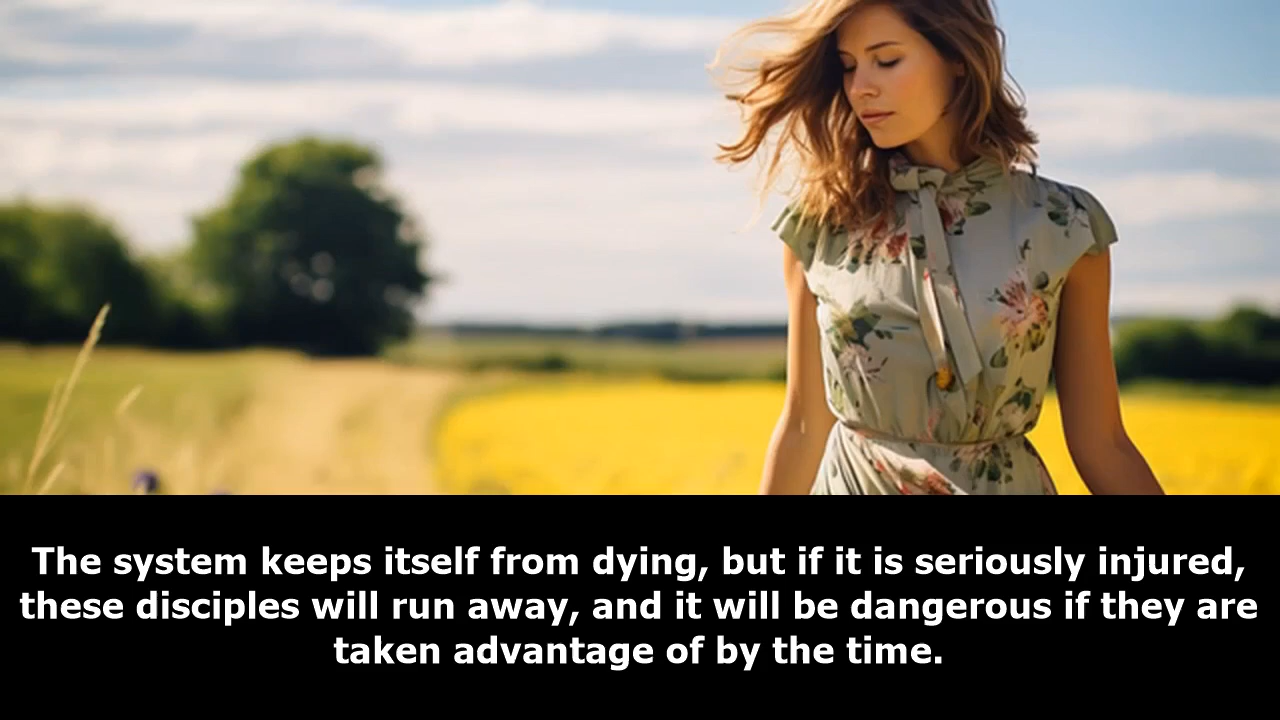 The system keeps itself from dying, but if it is seriously injured,
these disciples will run away, and it will be dangerous if they are
taken advantage of by the time.